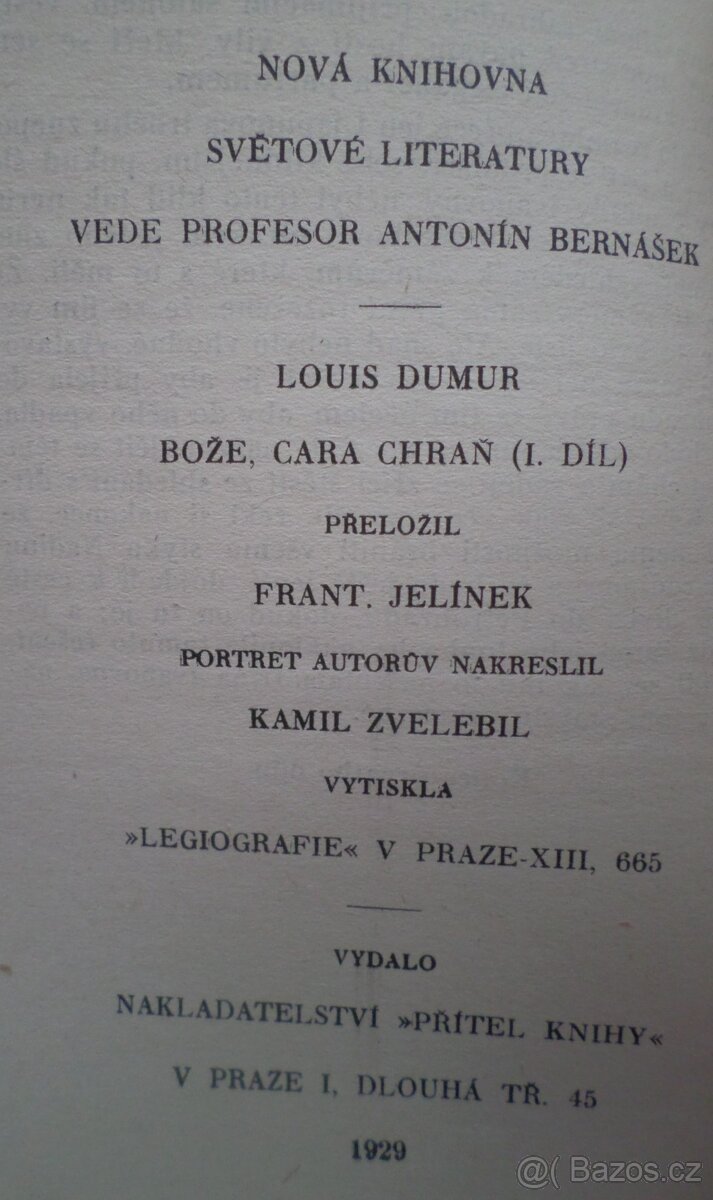 NOVÁ KNIHOVNA
SVĚTOVÉ LITERATURY
VEDE PROFESOR ANTONÍN BERNÁŠEK
LOUIS DUMUR
BOŽE, CARA CHRAŇ (I. DÍL)
PŘELOŽIL
FRANT. JELÍNEK
PORTRET AUTORŮV NAKRESLIL
KAMIL ZVELEBIL
VYTISKLA
»LEGIOGRAFIE« V PRAZE-XIII, 665
VYDALO
NAKLADATELSTVÍ »PŘÍTEL KNIHY«
V PRAZE I, DLOUHÁ TŘ. 45
1929
@( Bazos.cz